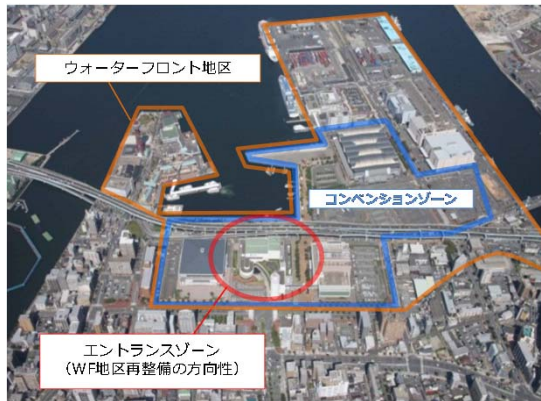 ウォーターフロント地区
コンベンションゾーン
エントランスゾーン
(WF地区再整備の方向性)